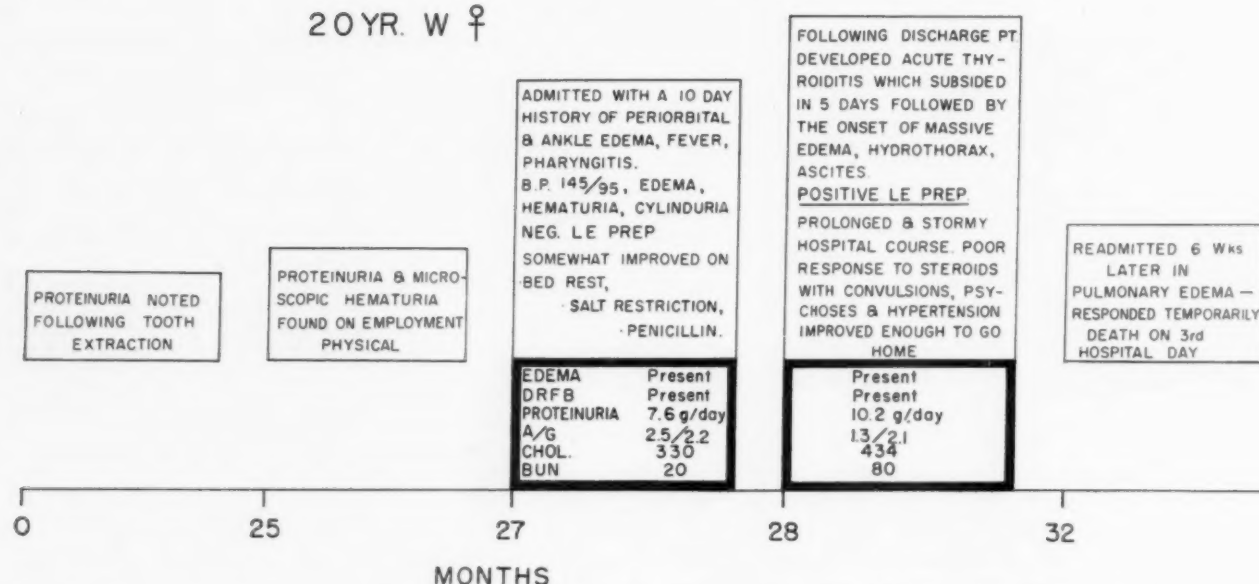 20 YR. W ♀
PROTEINURIA NOTED
FOLLOWING TOOTH
EXTRACTION
PROTEINURIA & MICRO-
SCOPIC HEMATURIA
FOUND ON EMPLOYMENT
PHYSICAL
ADMITTED WITH A 10 DAY
HISTORY OF PERIORBITAL
& ANKLE EDEMA, FEVER,
PHARYNGITIS.
B.P. 145/95, EDEMA,
HEMATURIA, CYLINDURIA
NEG. LE PREP
SOMEWHAT IMPROVED ON
BED REST,
SALT RESTRICTION,
PENICILLIN.
EDEMA Present
DRFB Present
PROTEINURIA 7.6 g/day
A/G 2.5/2.2
CHOL. 330
BUN 20
FOLLOWING DISCHARGE PT
DEVELOPED ACUTE THY-
ROIDITIS WHICH SUBSIDED
IN 5 DAYS FOLLOWED BY
THE ONSET OF MASSIVE
EDEMA, HYDROTHORAX,
ASCITES.
POSITIVE LE PREP
PROLONGED & STORMY
HOSPITAL COURSE. POOR
RESPONSE TO STEROIDS
WITH CONVULSIONS, PSY-
CHOSES & HYPERTENSION
IMPROVED ENOUGH TO GO
HOME
Present
Present
10.2 g/day
1.3/2.1
434
80
READMITTED 6 Wks
LATER IN
PULMONARY EDEMA —
RESPONDED TEMPORARILY
DEATH ON 3rd
HOSPITAL DAY
0 25 27 28 32
MONTHS